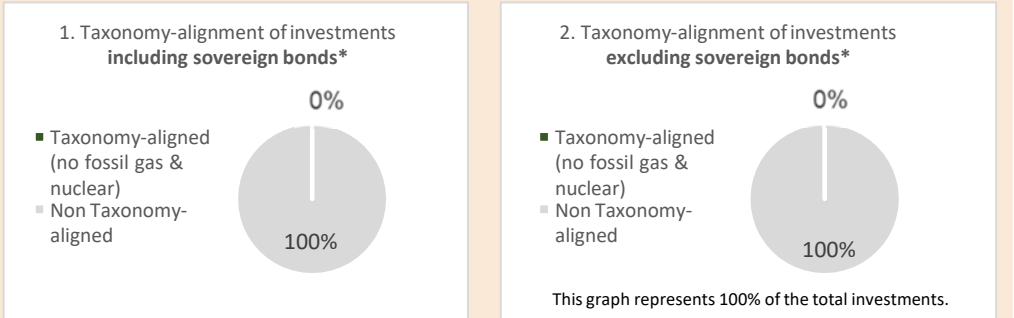 1. Taxonomy-alignment of investments
including sovereign bonds*
0%
Taxonomy-aligned
(no fossil gas &
nuclear)
Non Taxonomy-
aligned
100%
2. Taxonomy-alignment of investments
excluding sovereign bonds*
0%
Taxonomy-aligned
(no fossil gas &
nuclear)
Non Taxonomy-
aligned
100%
This graph represents 100% of the total investments.